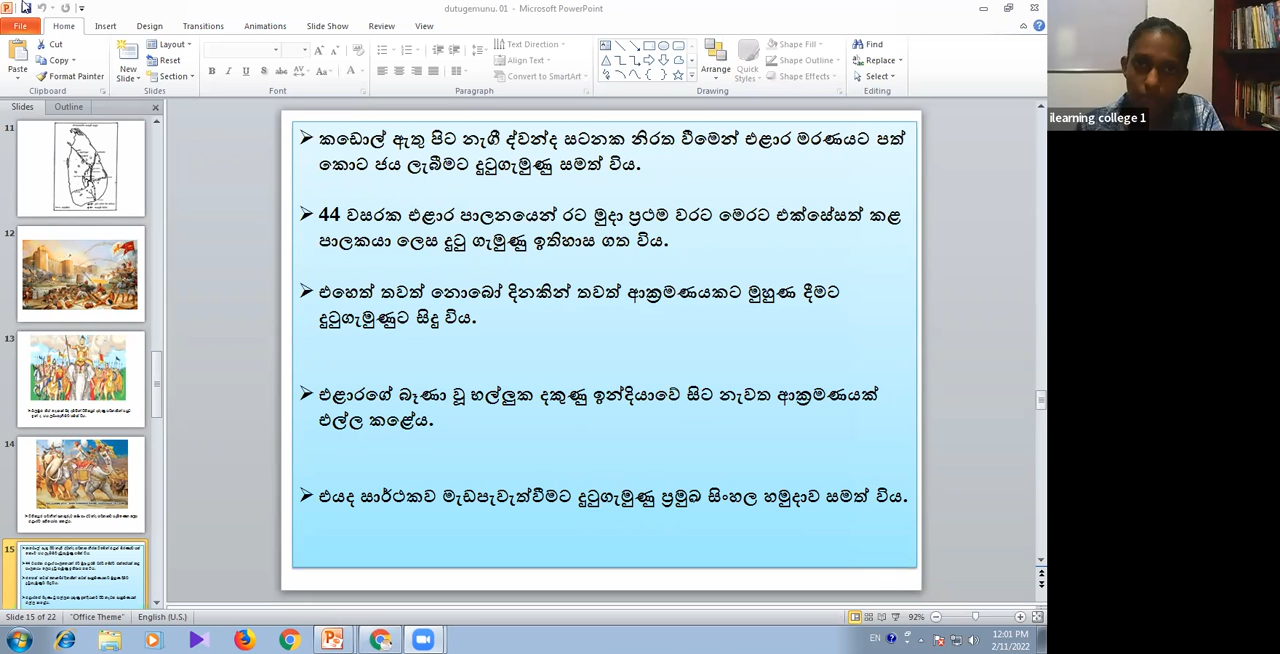 dutugemunu. 01 - Microsoft PowerPoint
File Home Insert Design Transitions Animations Slide Show Review View
Cut
Copy
Format Painter
Paste
Clipboard
New Slide
Layout
Reset
Section
Slides
Font
Paragraph
Text Direction
Align Text
Convert to SmartArt
Arrange
Quick Styles
Shape Fill
Shape Outline
Shape Effects
Drawing
Find
Replace
Select
Editing
Slides Outline
11
12
13
14
15
කඩොල් ඇතු පිට නැගී ද්වන්ද සටනක නිරත වීමෙන් එළාර මරණයට පත්
කොට ජය ලැබීමට දුටුගැමුණු සමත් විය.
44 වසරක එළාර පාලනයෙන් රට මුදා ප්‍රථම වරට මෙරට එක්සේසත් කළ
පාලකයා ලෙස දුටු ගැමුණු ඉතිහාස ගත විය.
එහෙත් තවත් නොබෝ දිනකින් තවත් ආක්‍රමණයකට මුහුණ දීමට
දුටුගැමුණුට සිදු විය.
එළාරගේ බෑණා වූ භල්ලුක දකුණු ඉන්දියාවේ සිට නැවත ආක්‍රමණයක්
එල්ල කළේය.
එයද සාර්ථකව මැඩපැවැත්වීමට දුටුගැමුණු ප්‍රමුඛ සිංහල හමුදාව සමත් විය.
ilearning college 1
Slide 15 of 22 "Office Theme" English (U.S.) 92%
EN 12:01 PM
2/11/2022